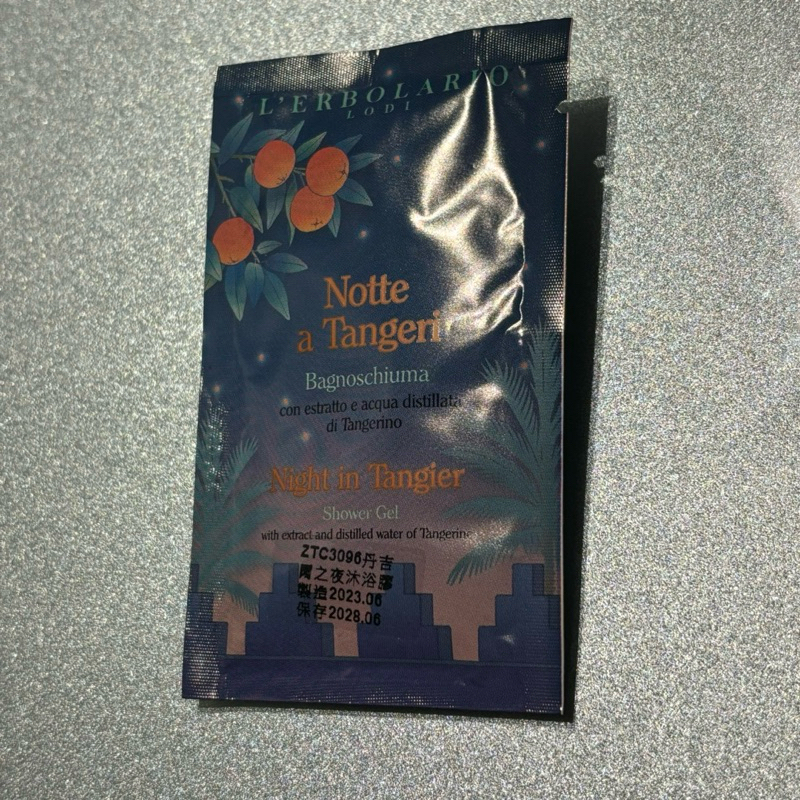 L'ERBOLARIO
LODI
Notte
a Tangeri
Bagnoschiuma
con estratto e acqua distillata
di Tangerino
Night in Tangier
Shower Gel
with extract and distilled water of Tangerine
ZTC3096丹吉
爾之夜沐浴膠
製造2023.06
保存2028.06